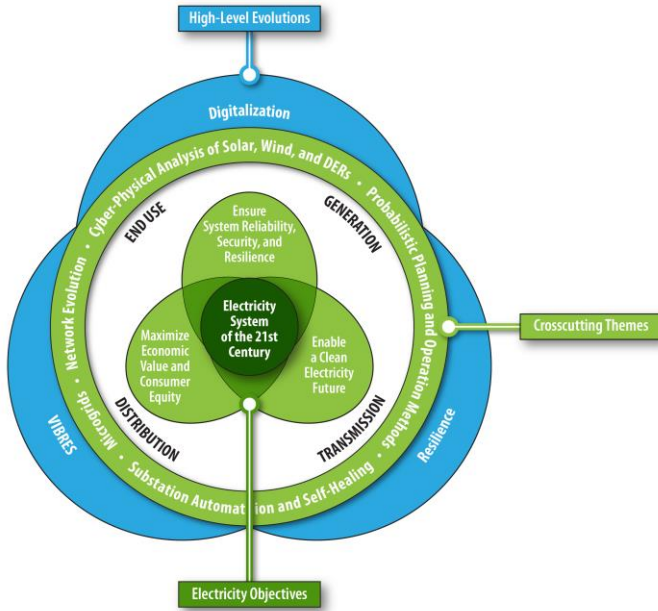 High-Level Evolutions
Digitalization
Cyber-Physical Analysis of Solar, Wind, and DERs • Probabilistic Planning and Operation Methods • Substation Automation and Self-Healing • Microgrids • Network Evolution •
END USE
GENERATION
Ensure
System Reliability,
Security, and
Resilience
Electricity
System
of the 21st
Century
Maximize
Economic
Value and
Consumer
Equity
Enable
a Clean
Electricity
Future
Crosscutting Themes
DISTRIBUTION
TRANSMISSION
VIBRES
Resilience
Electricity Objectives